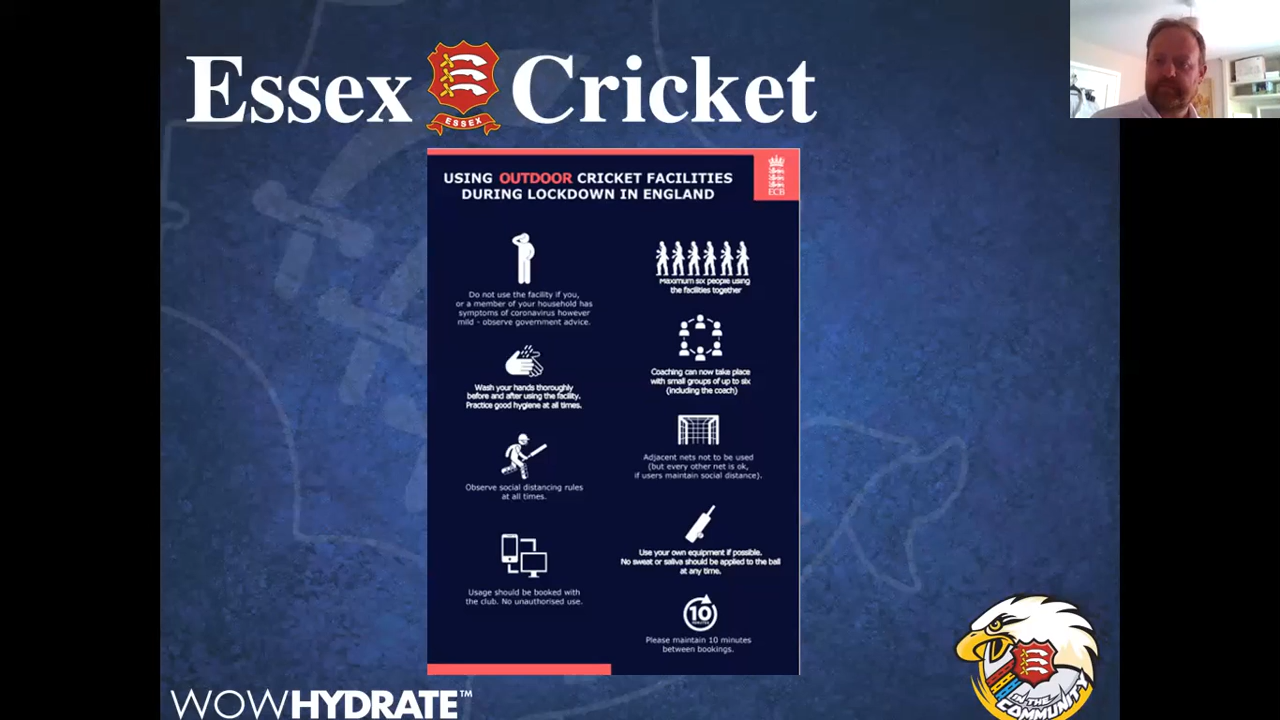 Essex Cricket
ESSEX
USING OUTDOOR CRICKET FACILITIES
DURING LOCKDOWN IN ENGLAND
ECB
Do not use the facility if you,
or a member of your household has
symptoms of coronavirus however
mild - observe government advice.
Wash your hands thoroughly
before and after using the facility.
Practice good hygiene at all times.
Observe social distancing rules
at all times.
Usage should be booked with
the club. No unauthorised use.
Maximum six people using
the facilities together
Coaching can now take place
with small groups of up to six
(including the coach)
Adjacent nets not to be used
(but every other net is ok,
if users maintain social distance).
Use your own equipment if possible.
No sweat or saliva should be applied to the ball
at any time.
10
MINUTES
Please maintain 10 minutes
between bookings.
WOWHYDRATE™
IN THE
COMMUNITY